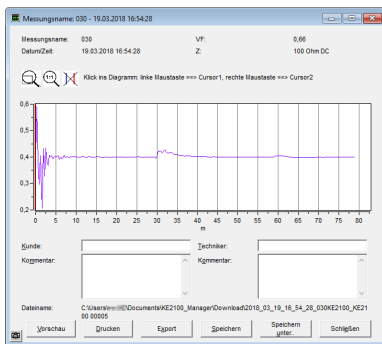 Messungsname: 030 - 19.03.2018 16:54:28
Messungsname: 030 VF: 0,66
Datum/Zeit: 19.03.2018 16:54:28 Z: 100 Ohm DC
1:1 Klick ins Diagramm: linke Maustaste ==> Cursor1, rechte Maustaste ==> Cursor2
0,6
0,5
0,4
0,3
0,2
0 5 10 15 20 25 30 35 40 45 50 55 60 65 70 75 80
m
Kunde: Techniker:
Kommentar: Kommentar:
Dateiname: C:\Users\ \Documents\KE2100_Manager\Download\2018_03_19_16_54_28_030KE2100_KE21
00 00005
Vorschau Drucken Export Speichern Speichern unter.. Schließen